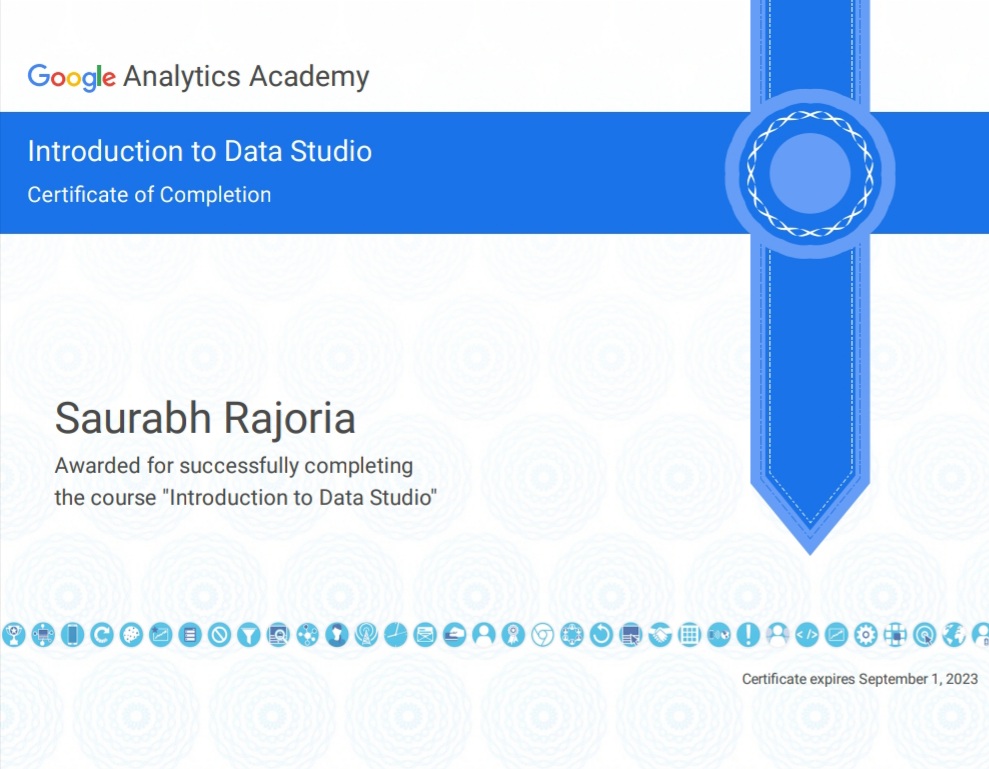 Google Analytics Academy
Introduction to Data Studio
Certificate of Completion
Saurabh Rajoria
Awarded for successfully completing
the course "Introduction to Data Studio"
Certificate expires September 1, 2023